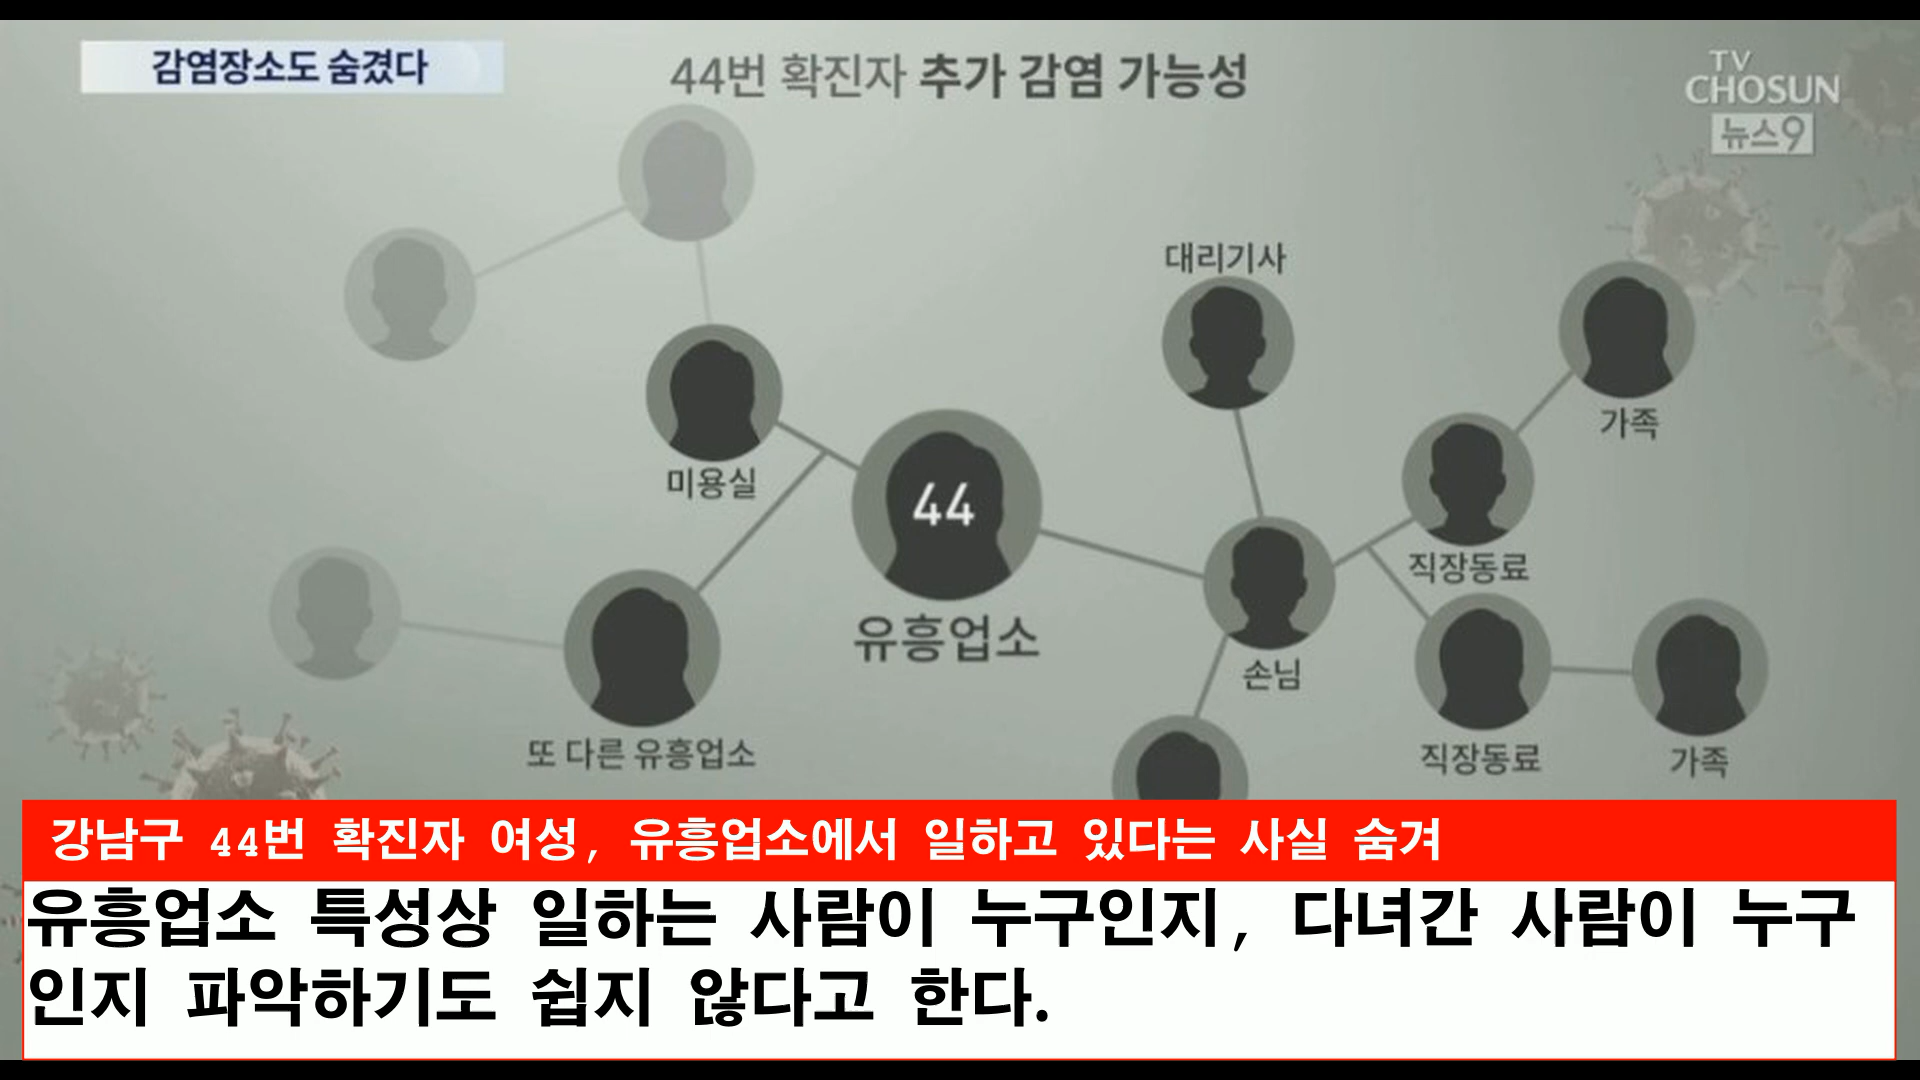 감염장소도 숨겼다
44번 확진자 추가 감염 가능성
TV
CHOSUN
뉴스9
대리기사
가족
미용실
44
직장동료
유흥업소
손님
또 다른 유흥업소
직장동료
가족
강남구 44번 확진자 여성, 유흥업소에서 일하고 있다는 사실 숨겨
유흥업소 특성상 일하는 사람이 누구인지, 다녀간 사람이 누구
인지 파악하기도 쉽지 않다고 한다.